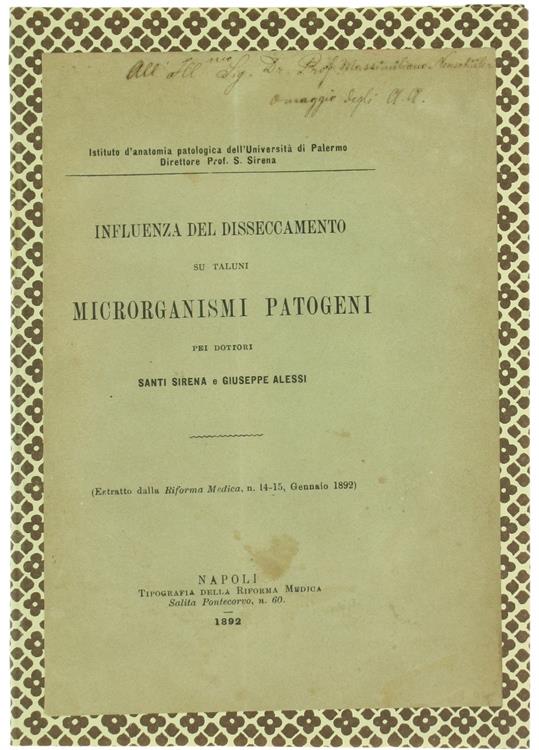 All' Ill.mo Sig. Dr. Prof. Massimiliano
omaggio degli A.A.
Istituto d'anatomia patologica dell'Università di Palermo
Direttore Prof. S. Sirena
INFLUENZA DEL DISSECCAMENTO
SU TALUNI
MICRORGANISMI PATOGENI
PEI DOTTORI
SANTI SIRENA e GIUSEPPE ALESSI
(Estratto dalla Riforma Medica, n. 14-15, Gennaio 1892)
NAPOLI
TIPOGRAFIA DELLA RIFORMA MEDICA
Salita Pontecorvo, n. 60.
1892